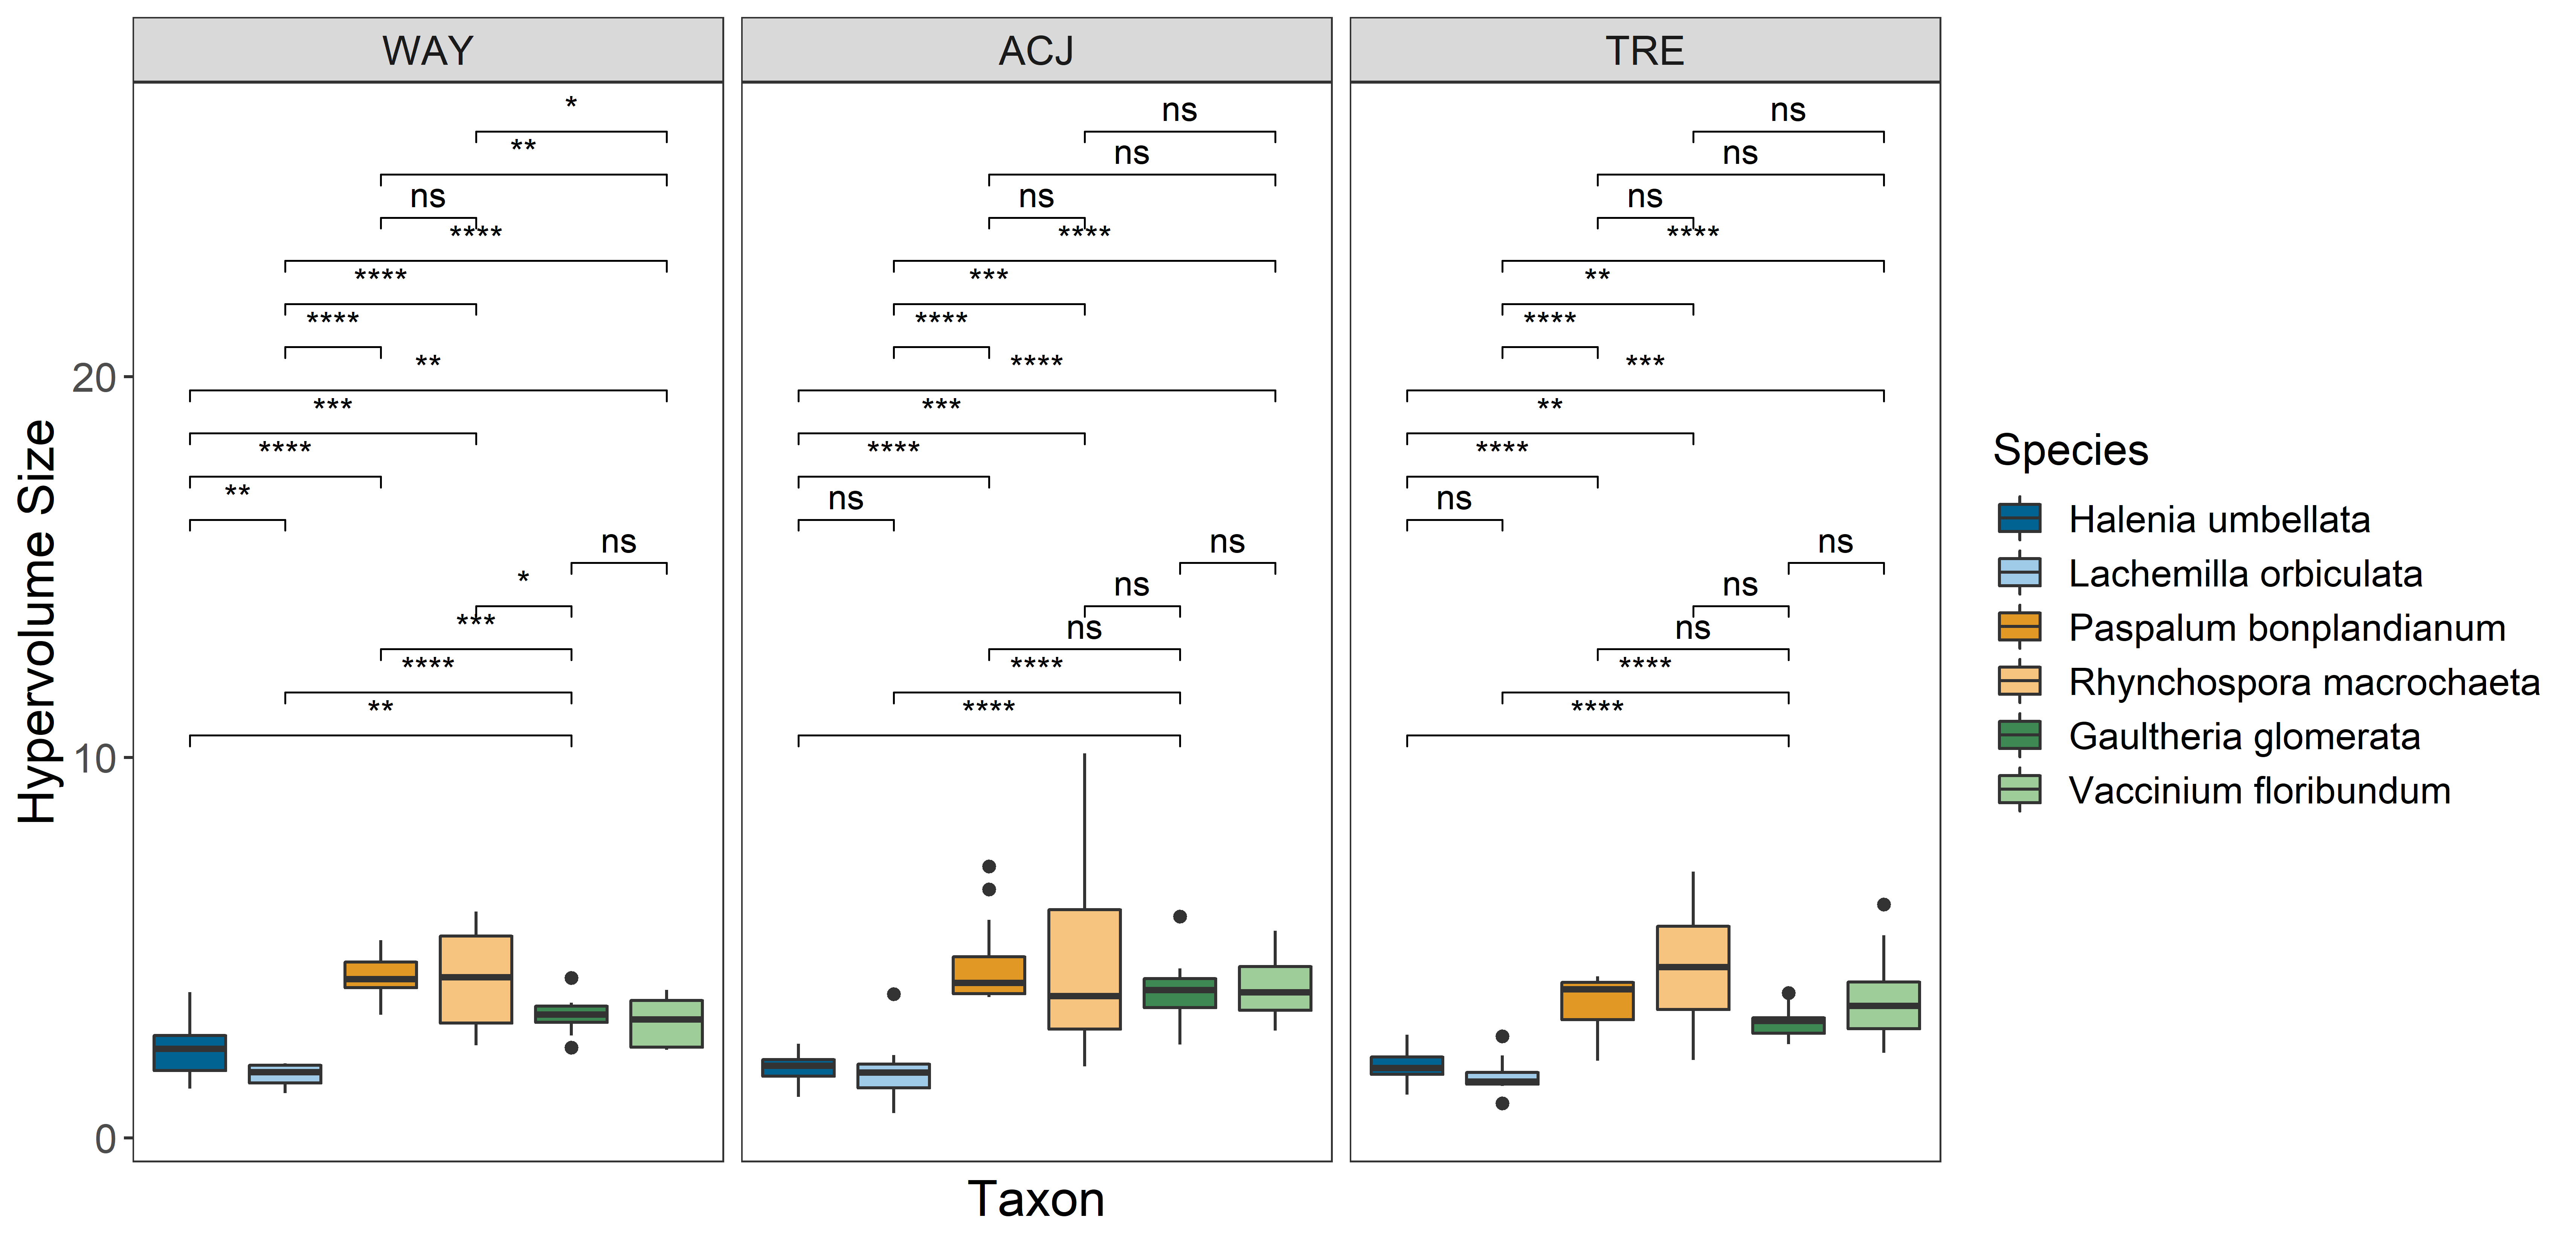 WAY ACJ TRE
* ns ns
** ns ns
ns ns ns
**** **** ****
**** *** **
**** **** ****
** **** ***
*** *** **
**** **** ****
** ns ns
ns ns ns
* ns ns
*** ns ns
**** **** ****
** **** ****
20
10
0
Hypervolume Size
Taxon
Species
Halenia umbellata
Lachemilla orbiculata
Paspalum bonplandianum
Rhynchospora macrochaeta
Gaultheria glomerata
Vaccinium floribundum